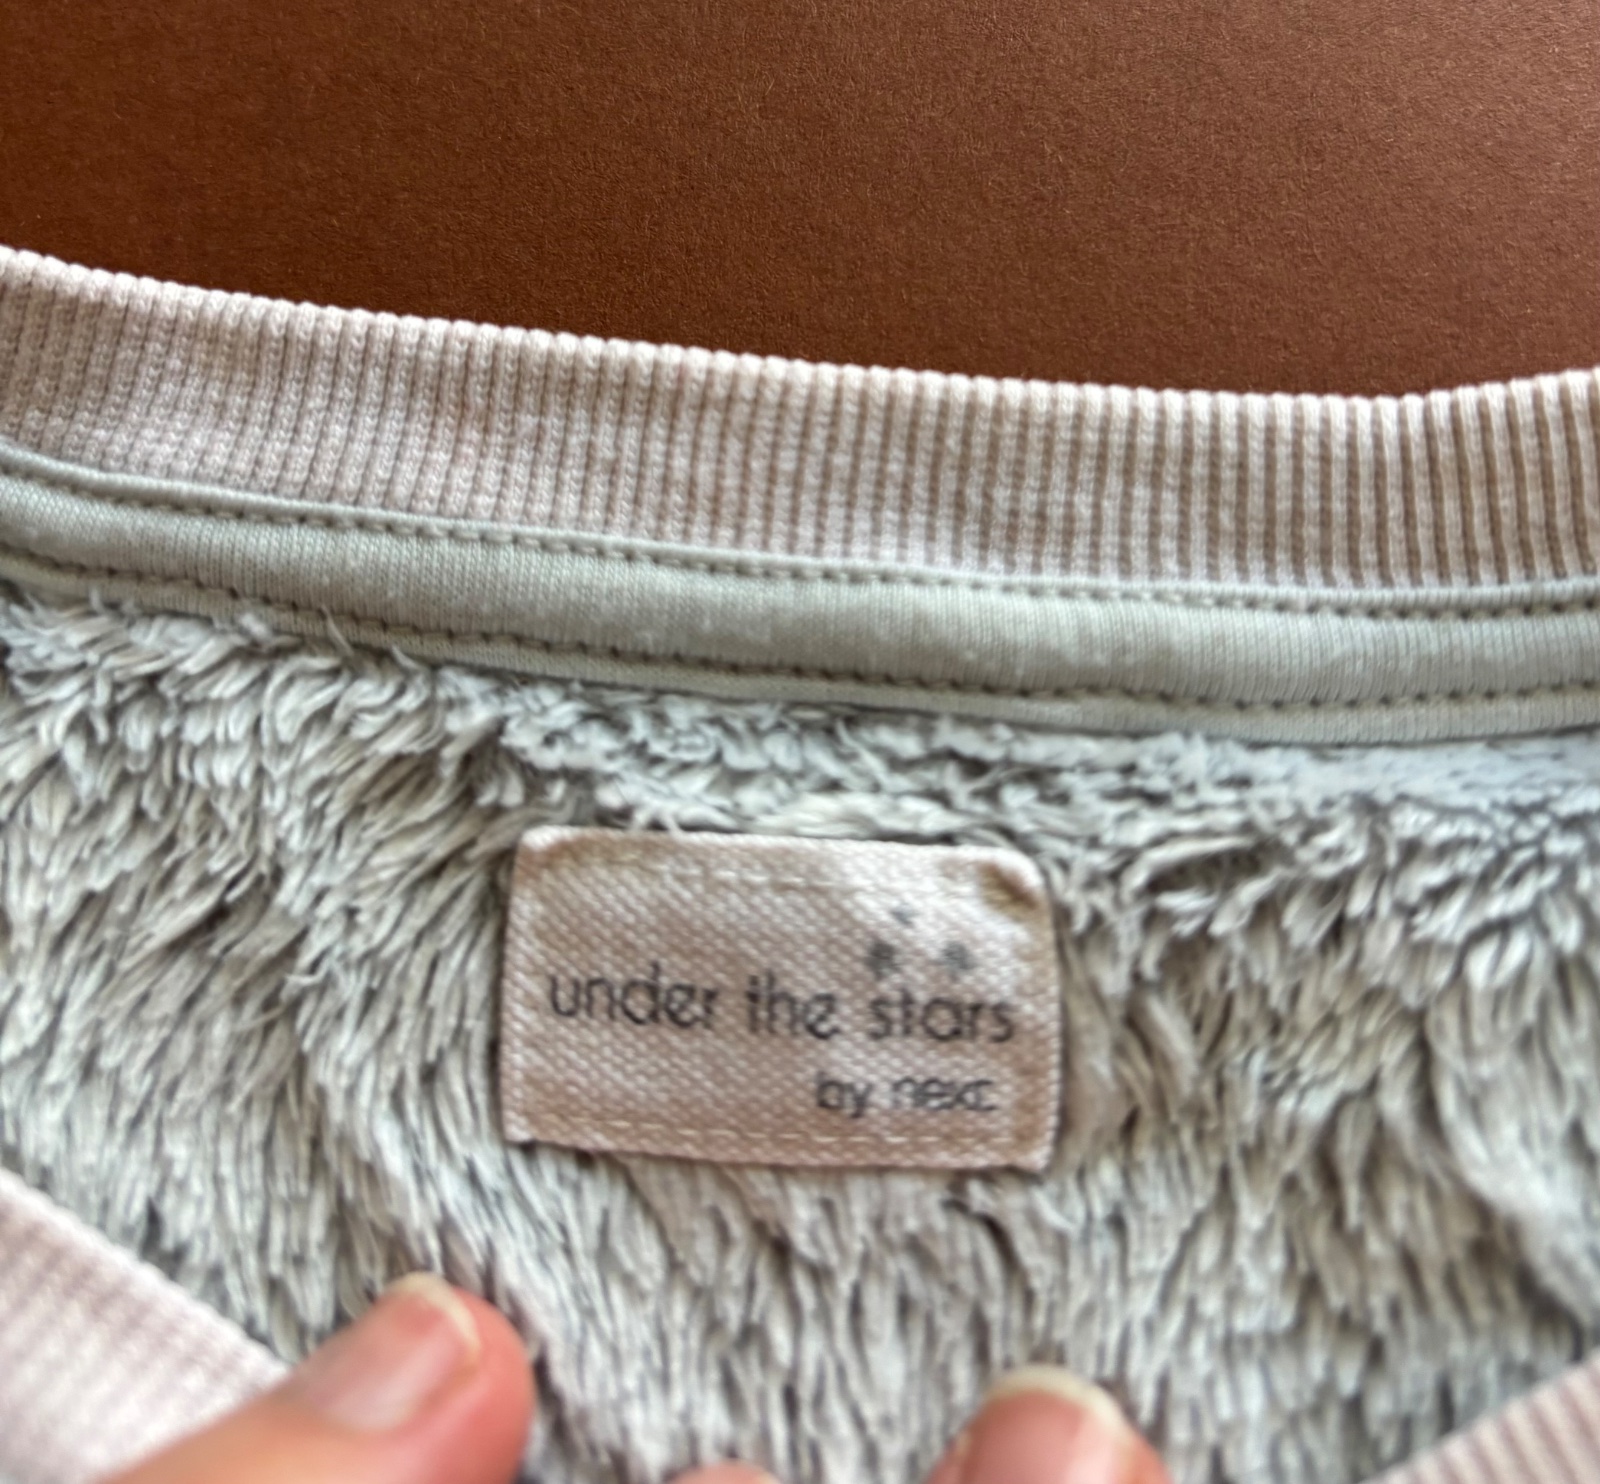 under the stars
by next